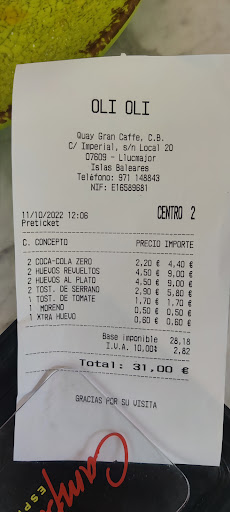 OLI OLI
Quay Gran Caffe, C.B.
C/ Imperial, s/n Local 20
07609 - Llucmajor
Islas Baleares
Teléfono: 971 148843
NIF: E16589681
11/10/2022 12:06 CENTRO 2
Preticket
C. CONCEPTO PRECIO IMPORTE
2 COCA-COLA ZERO 2,20 € 4,40 €
2 HUEVOS REVUELTOS 4,50 € 9,00 €
2 HUEVOS AL PLATO 4,50 € 9,00 €
2 TOST. DE SERRANO 2,90 € 5,80 €
1 TOST. DE TOMATE 1,70 € 1,70 €
1 MORENO 0,50 € 0,50 €
1 XTRA HUEVO 0,60 € 0,60 €
Base imponible 28,18
I.V.A. 10,00% 2,82
Total: 31,00 €
GRACIAS POR SU VISITA